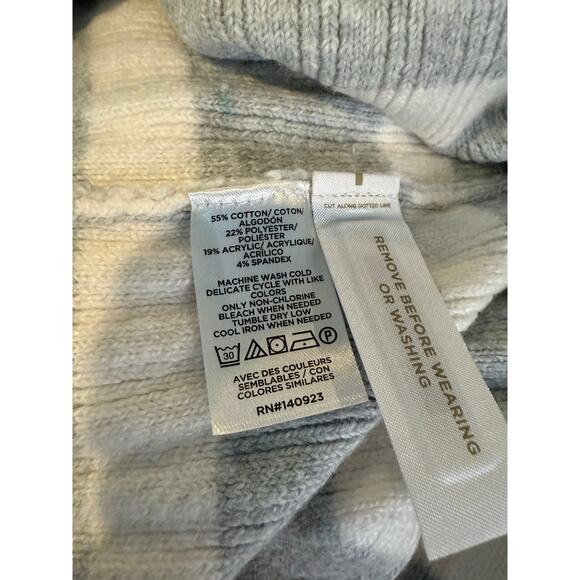 55% COTTON/ COTON/
ALGODÓN
22% POLYESTER/
POLIÉSTER
19% ACRYLIC/ ACRYLIQUE/
ACRÍLICO
4% SPANDEX
MACHINE WASH COLD
DELICATE CYCLE WITH LIKE
COLORS
ONLY NON-CHLORINE
BLEACH WHEN NEEDED
TUMBLE DRY LOW
COOL IRON WHEN NEEDED
30 P
AVEC DES COULEURS
SEMBLABLES / CON
COLORES SIMILARES
RN#140923
CUT ALONG DOTTED LINE
REMOVE BEFORE WEARING
OR WASHING